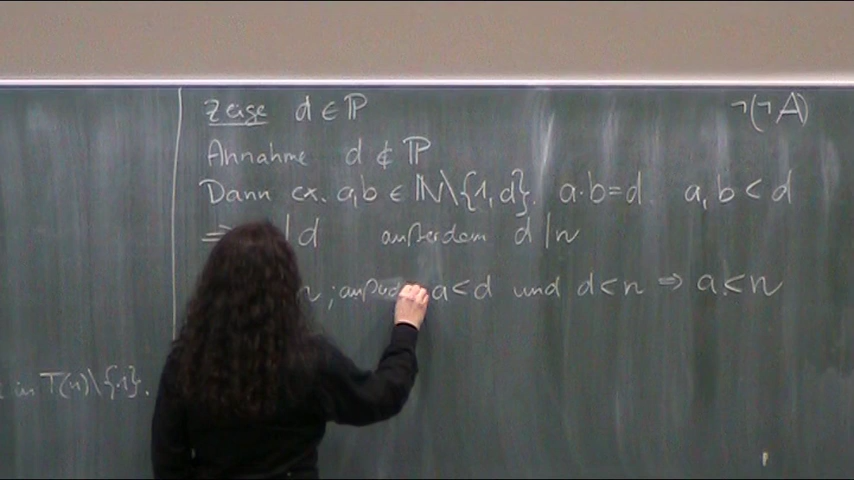 Zeige d ∈ ℙ ¬(¬A)
Annahme d ∉ ℙ
Dann ex. a,b ∈ ℕ\{1,d}. a·b=d. a,b < d
⇒ |d außerdem d|n
n ; a<d und d<n ⇒ a<n
in T(n)\{1}.